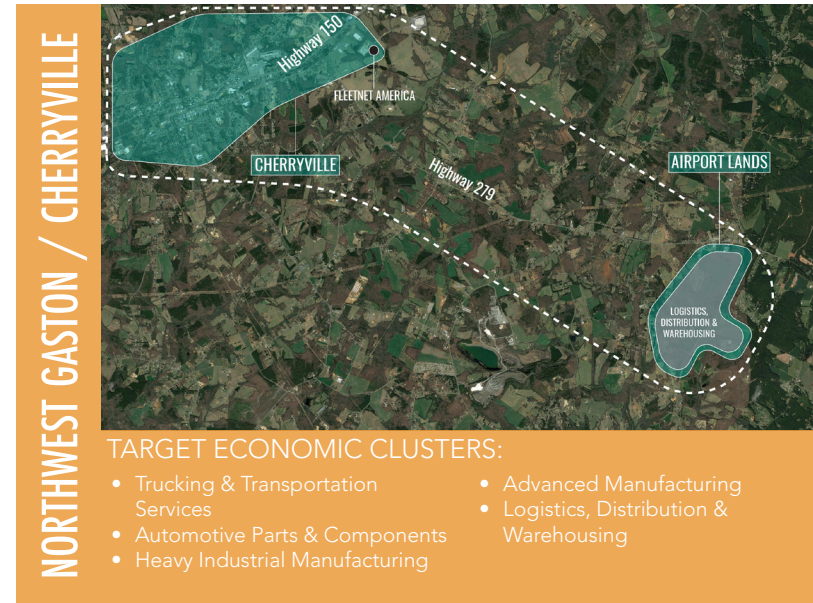 NORTHWEST GASTON / CHERRYVILLE
Highway 150
FLEETNET AMERICA
CHERRYVILLE
Highway 279
AIRPORT LANDS
LOGISTICS,
DISTRIBUTION &
WAREHOUSING
TARGET ECONOMIC CLUSTERS:
• Trucking & Transportation
Services
• Automotive Parts & Components
• Heavy Industrial Manufacturing
• Advanced Manufacturing
• Logistics, Distribution &
Warehousing